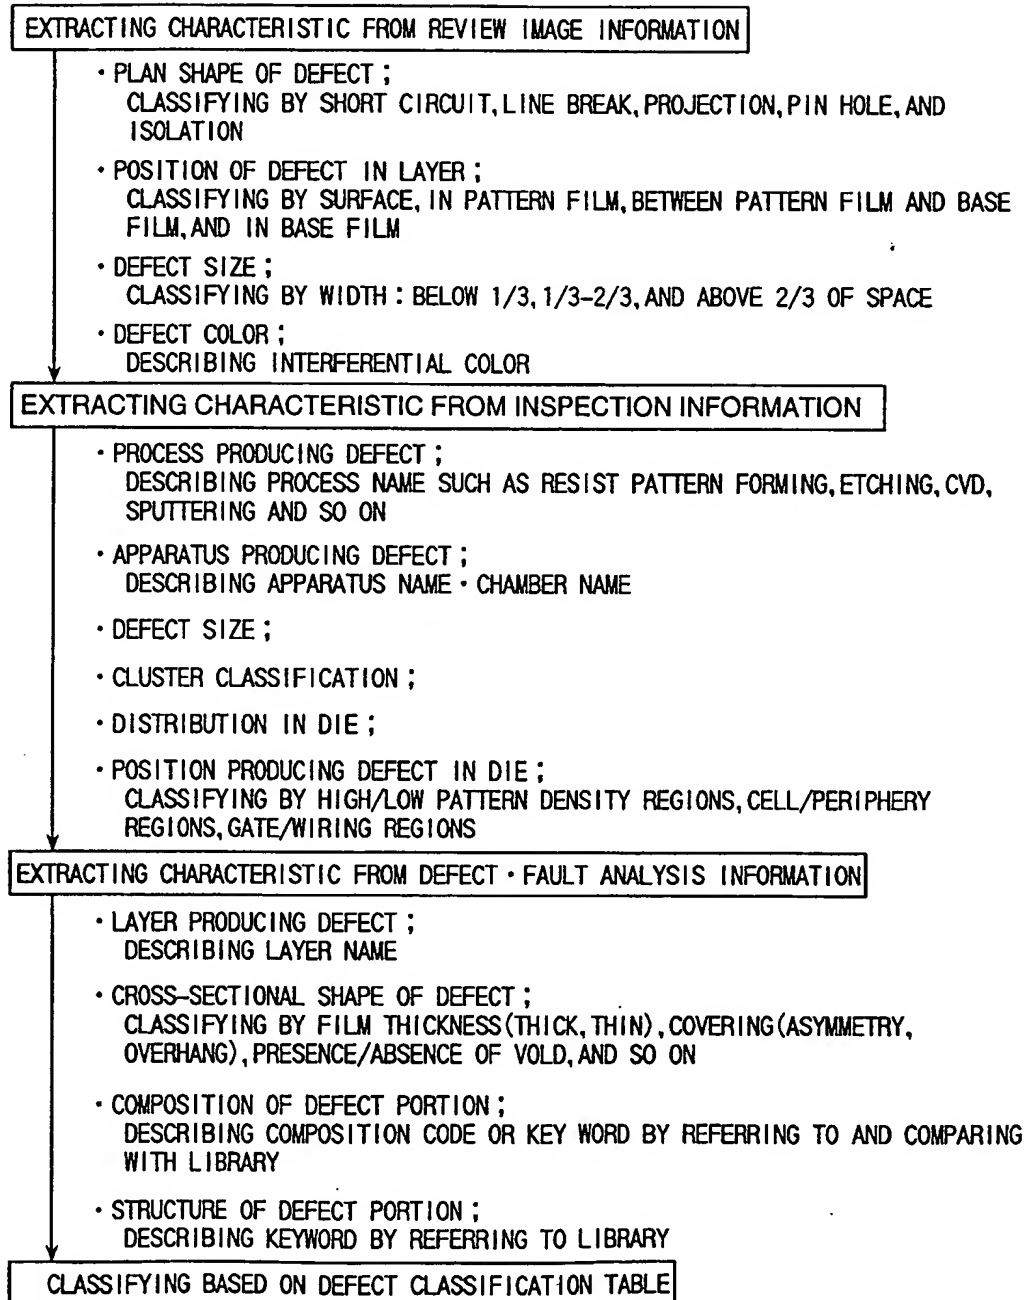 EXTRACTING CHARACTERISTIC FROM REVIEW IMAGE INFORMATION
・PLAN SHAPE OF DEFECT;
CLASSIFYING BY SHORT CIRCUIT, LINE BREAK, PROJECTION, PIN HOLE, AND
ISOLATION
・POSITION OF DEFECT IN LAYER;
CLASSIFYING BY SURFACE, IN PATTERN FILM, BETWEEN PATTERN FILM AND BASE
FILM, AND IN BASE FILM
・DEFECT SIZE;
CLASSIFYING BY WIDTH: BELOW 1/3, 1/3-2/3, AND ABOVE 2/3 OF SPACE
・DEFECT COLOR;
DESCRIBING INTERFERENTIAL COLOR
EXTRACTING CHARACTERISTIC FROM INSPECTION INFORMATION
・PROCESS PRODUCING DEFECT;
DESCRIBING PROCESS NAME SUCH AS RESIST PATTERN FORMING, ETCHING, CVD,
SPUTTERING AND SO ON
・APPARATUS PRODUCING DEFECT;
DESCRIBING APPARATUS NAME・CHAMBER NAME
・DEFECT SIZE;
・CLUSTER CLASSIFICATION;
・DISTRIBUTION IN DIE;
・POSITION PRODUCING DEFECT IN DIE;
CLASSIFYING BY HIGH/LOW PATTERN DENSITY REGIONS, CELL/PERIPHERY
REGIONS, GATE/WIRING REGIONS
EXTRACTING CHARACTERISTIC FROM DEFECT・FAULT ANALYSIS INFORMATION
・LAYER PRODUCING DEFECT;
DESCRIBING LAYER NAME
・CROSS-SECTIONAL SHAPE OF DEFECT;
CLASSIFYING BY FILM THICKNESS(THICK, THIN), COVERING(ASYMMETRY,
OVERHANG), PRESENCE/ABSENCE OF VOLD, AND SO ON
・COMPOSITION OF DEFECT PORTION;
DESCRIBING COMPOSITION CODE OR KEY WORD BY REFERRING TO AND COMPARING
WITH LIBRARY
・STRUCTURE OF DEFECT PORTION;
DESCRIBING KEYWORD BY REFERRING TO LIBRARY
CLASSIFYING BASED ON DEFECT CLASSIFICATION TABLE